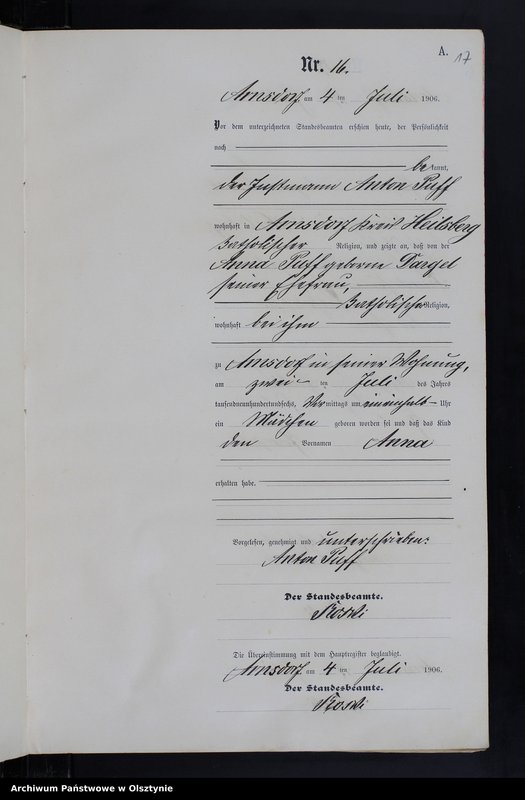 A.
17
Nr. 16.
Arnsdorf am 4 ten Juli 1906.
Vor dem unterzeichneten Standesbeamten erschien heute, der Persönlichkeit
nach
bekannt,
der Instmann Anton Puff
wohnhaft in Arnsdorf Kreis Heilsberg
katholischer Religion, und zeigte an, daß von der
Anna Puff geborne Dargel
seiner Ehefrau,
katholischer Religion,
wohnhaft bei ihm
zu Arnsdorf in seiner Wohnung,
am zwei ten Juli des Jahres
tausendneunhundertundsechs, Vormittags um eineinhalb Uhr
ein Mädchen geboren worden sei und daß das Kind
den Vornamen Anna
erhalten habe.
Vorgelesen, genehmigt und unterschrieben:
Anton Puff
Der Standesbeamte.
Die Übereinstimmung mit dem Hauptregister beglaubigt.
Arnsdorf am 4 ten Juli 1906.
Der Standesbeamte.
Archiwum Państwowe w Olsztynie